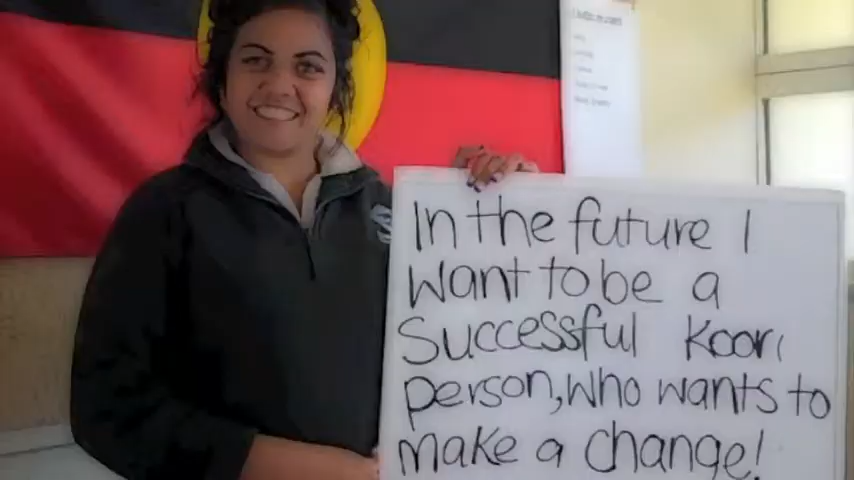 In the future I
want to be a
Successful Koori
person, who wants to
make a change!